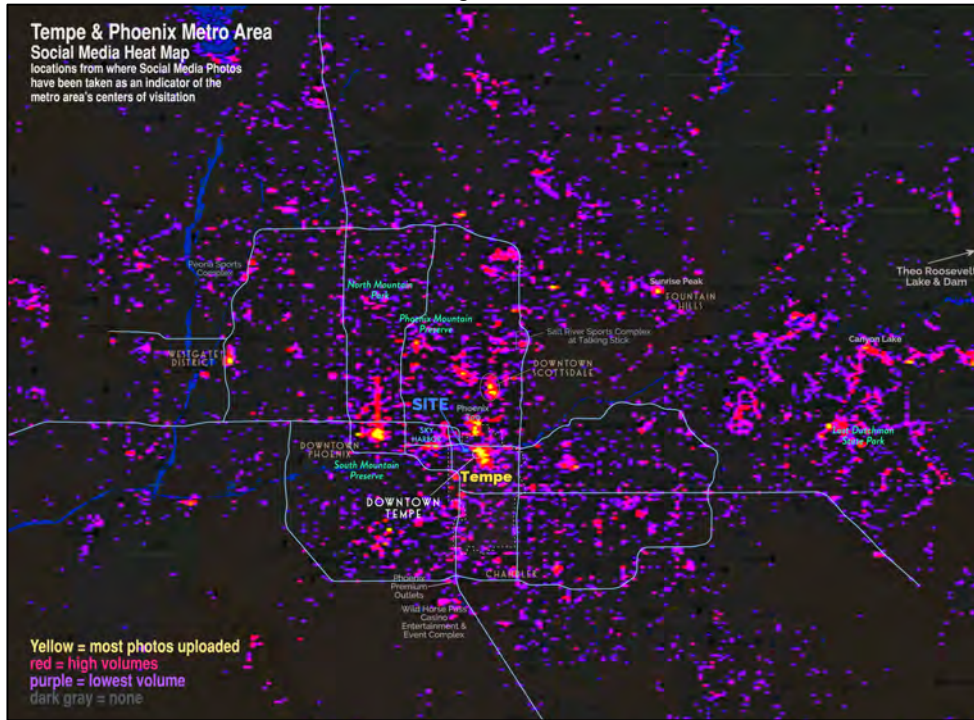 Tempe & Phoenix Metro Area
Social Media Heat Map
locations from where Social Media Photos
have been taken as an indicator of the
metro area's centers of visitation
Peoria Sports
Complex
North Mountain
Park
Phoenix Mountain
Preserve
Sunrise Peak
FOUNTAIN
HILLS
Theo Roosevelt
Lake & Dam
Salt River Sports Complex
at Talking Stick
Canyon Lake
WESTGATE
DISTRICT
DOWNTOWN
SCOTTSDALE
SITE
Phoenix
Zoo
SKY
HARBOR
Lost Dutchman
State Park
DOWNTOWN
PHOENIX
South Mountain
Preserve
Tempe
DOWNTOWN
TEMPE
CHANDLER
Phoenix
Premium
Outlets
Wild Horse Pass
Casino
Entertainment &
Event Complex
Yellow = most photos uploaded
red = high volumes
purple = lowest volume
dark gray = none